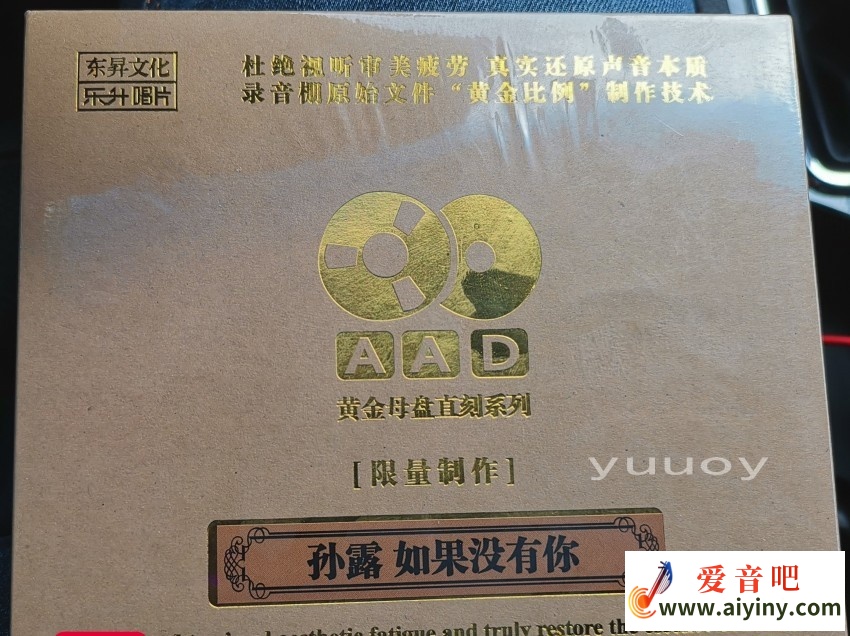 东昇文化
乐升唱片
杜绝视听审美疲劳 真实还原声音本质
录音棚原始文件“黄金比例”制作技术
AAD
黄金母盘直刻系列
[限量制作]
yuuoy
孙露 如果没有你
aesthetic fatigue and truly restore the
爱音吧
www.aiyiny.com